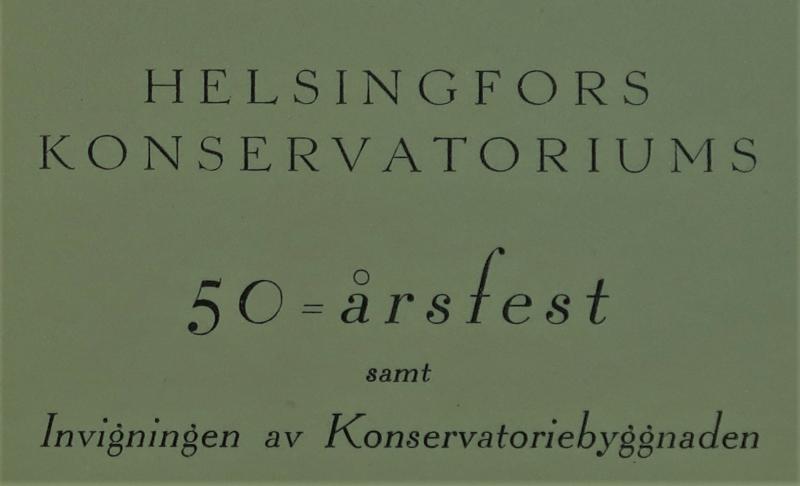 HELSINGFORS
KONSERVATORIUMS
50=årsfest
samt
Invigningen av Konservatoriebyggnaden